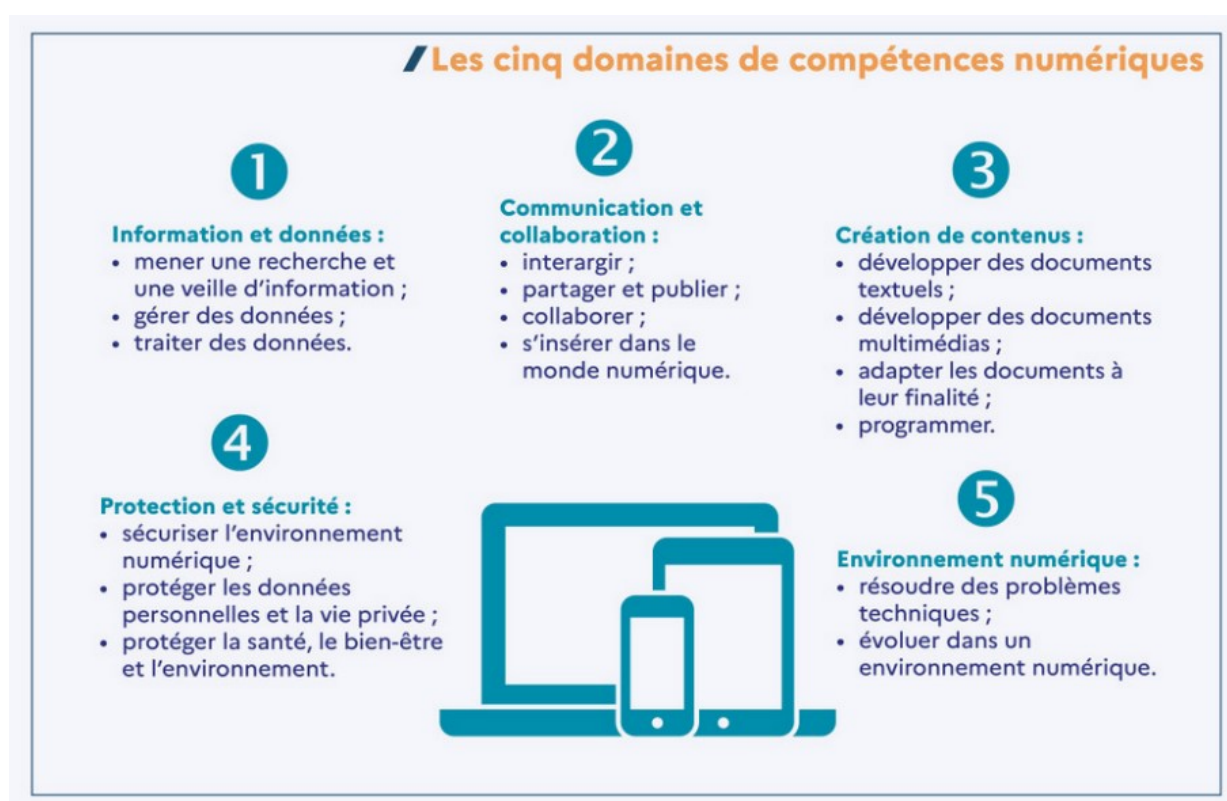 Les cinq domaines de compétences numériques
1
Information et données :
• mener une recherche et
une veille d’information ;
• gérer des données ;
• traiter des données.
2
Communication et
collaboration :
• interargir ;
• partager et publier ;
• collaborer ;
• s’insérer dans le
monde numérique.
3
Création de contenus :
• développer des documents
textuels ;
• développer des documents
multimédias ;
• adapter les documents à
leur finalité ;
• programmer.
4
Protection et sécurité :
• sécuriser l’environnement
numérique ;
• protéger les données
personnelles et la vie privée ;
• protéger la santé, le bien-être
et l’environnement.
5
Environnement numérique :
• résoudre des problèmes
techniques ;
• évoluer dans un
environnement numérique.